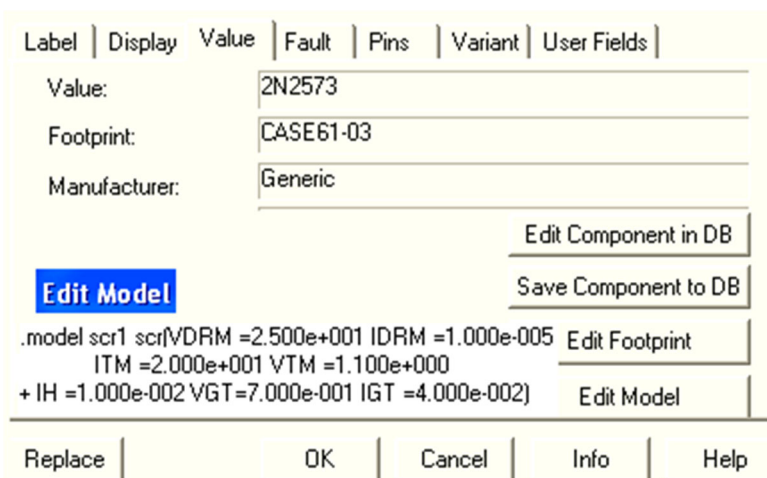 Label Display Value Fault Pins Variant User Fields
Value: 2N2573
Footprint: CASE61-03
Manufacturer: Generic
Edit Component in DB
Edit Model Save Component to DB
.model scr1 scr(VDRM =2.500e+001 IDRM =1.000e-005 Edit Footprint
ITM =2.000e+001 VTM =1.100e+000
+ IH =1.000e-002 VGT=7.000e-001 IGT =4.000e-002) Edit Model
Replace OK Cancel Info Help